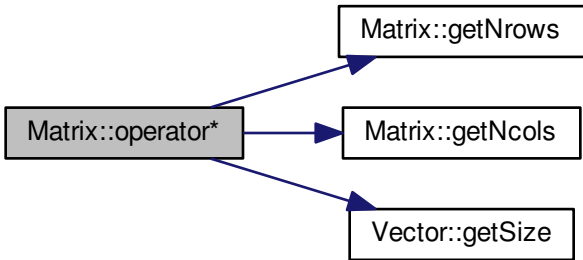 Matrix::getNrows
Matrix::operator*
Matrix::getNcols
Vector::getSize